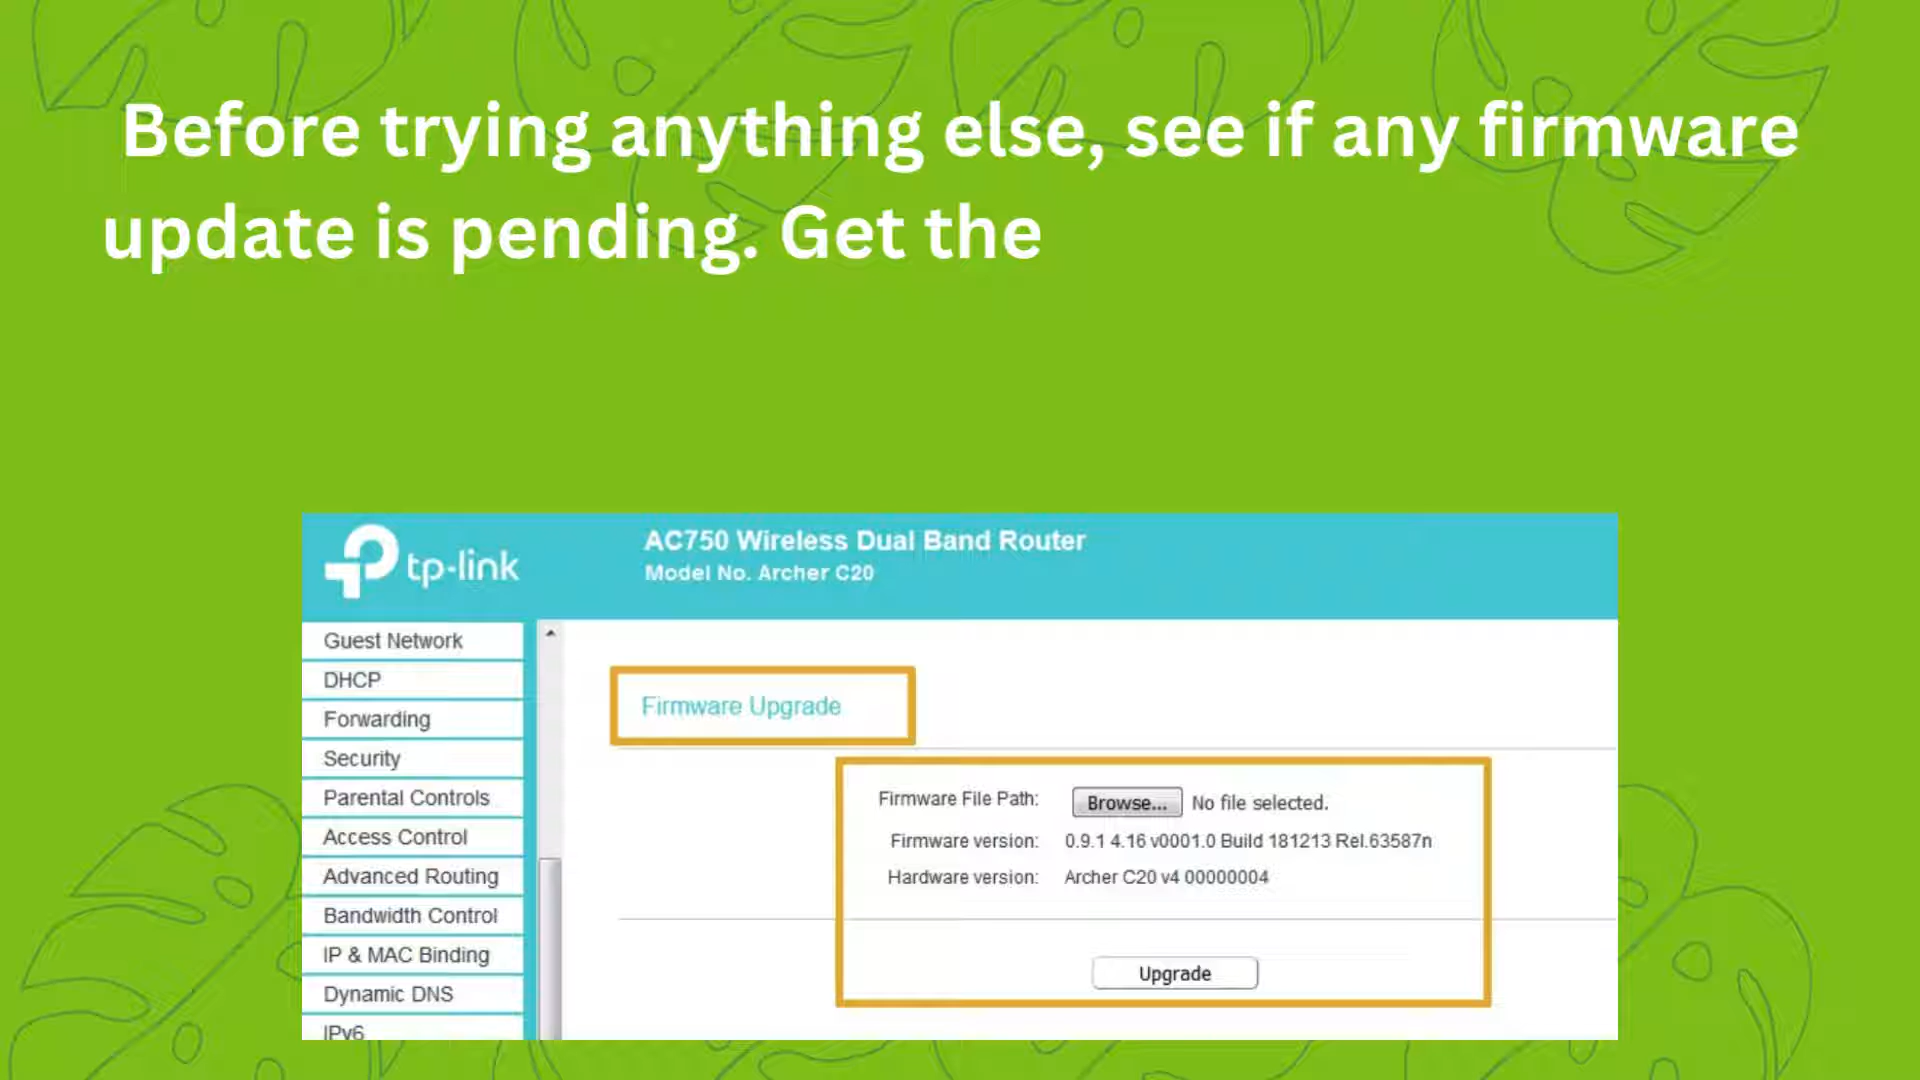 Before trying anything else, see if any firmware
update is pending. Get the
tp-link
AC750 Wireless Dual Band Router
Model No. Archer C20
Guest Network
DHCP
Forwarding
Security
Parental Controls
Access Control
Advanced Routing
Bandwidth Control
IP & MAC Binding
Dynamic DNS
IPv6
Firmware Upgrade
Firmware File Path: Browse... No file selected.
Firmware version: 0.9.1 4.16 v0001.0 Build 181213 Rel.63587n
Hardware version: Archer C20 v4 00000004
Upgrade